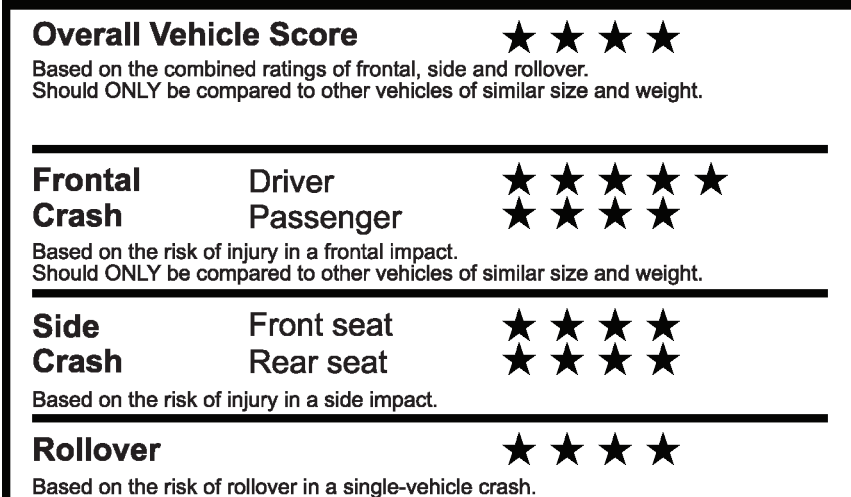 Overall Vehicle Score ★ ★ ★ ★
Based on the combined ratings of frontal, side and rollover.
Should ONLY be compared to other vehicles of similar size and weight.
Frontal Driver ★ ★ ★ ★ ★
Crash Passenger ★ ★ ★ ★
Based on the risk of injury in a frontal impact.
Should ONLY be compared to other vehicles of similar size and weight.
Side Front seat ★ ★ ★ ★
Crash Rear seat ★ ★ ★ ★
Based on the risk of injury in a side impact.
Rollover ★ ★ ★ ★
Based on the risk of rollover in a single-vehicle crash.